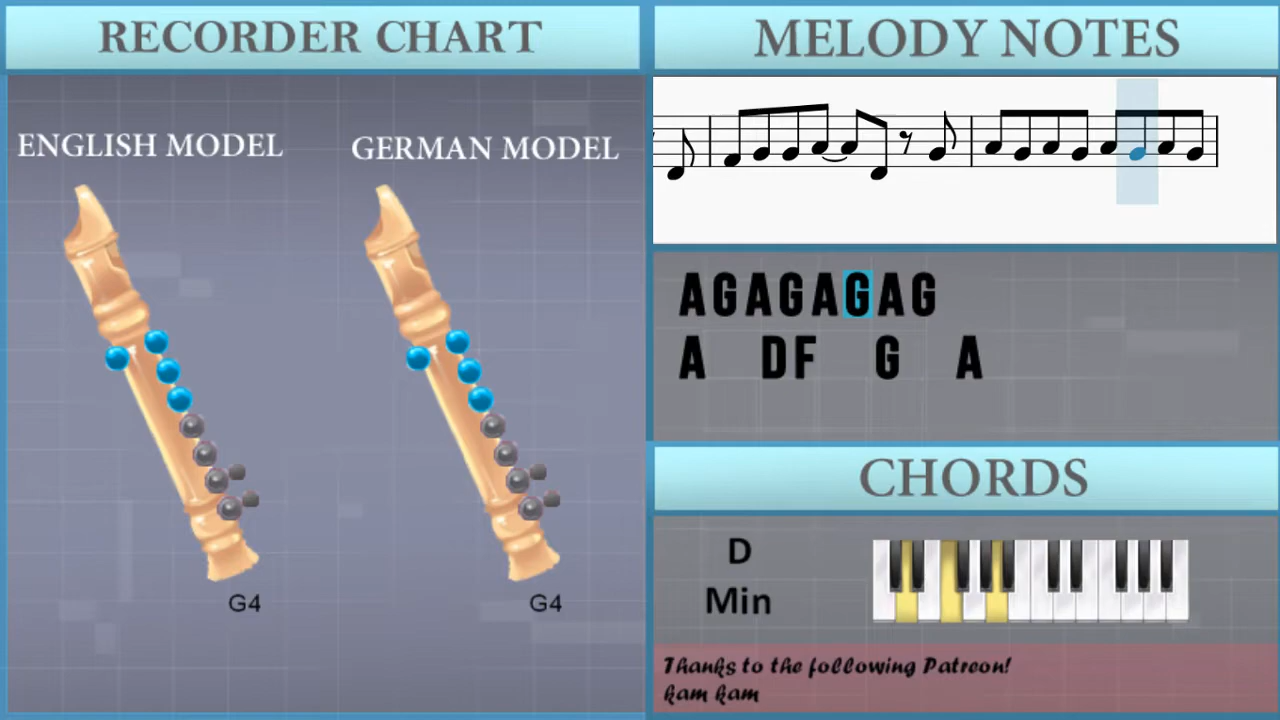 RECORDER CHART
ENGLISH MODEL
GERMAN MODEL
G4
G4
MELODY NOTES
AGAGAGAG
A DF G A
CHORDS
D
Min
Thanks to the following Patreon!
kam kam